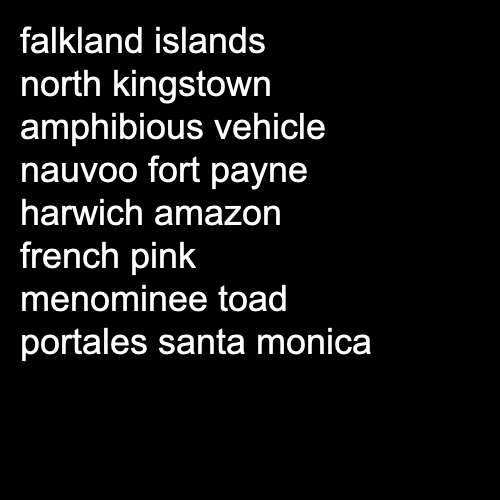 falkland islands
north kingstown
amphibious vehicle
nauvoo fort payne
harwich amazon
french pink
menominee toad
portales santa monica